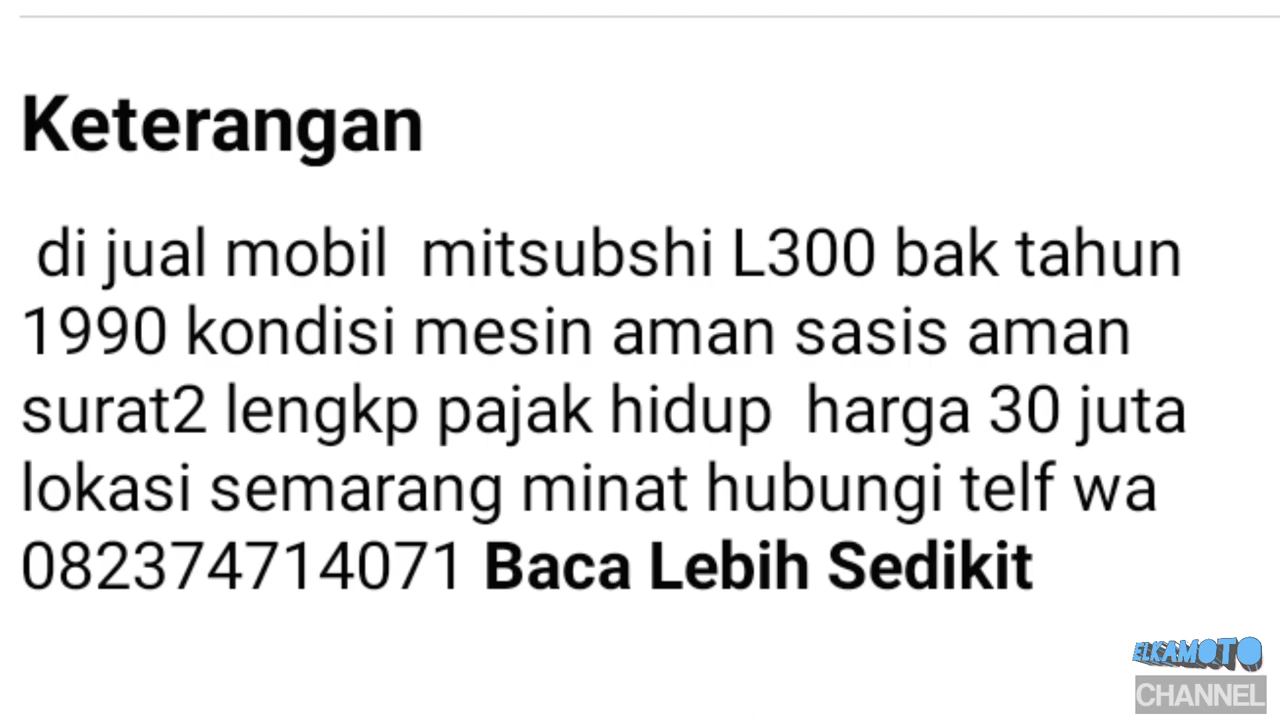 Keterangan
di jual mobil  mitsubshi L300 bak tahun
1990 kondisi mesin aman sasis aman
surat2 lengkp pajak hidup  harga 30 juta
lokasi semarang minat hubungi telf wa
082374714071 Baca Lebih Sedikit
ELKAMOTO
CHANNEL